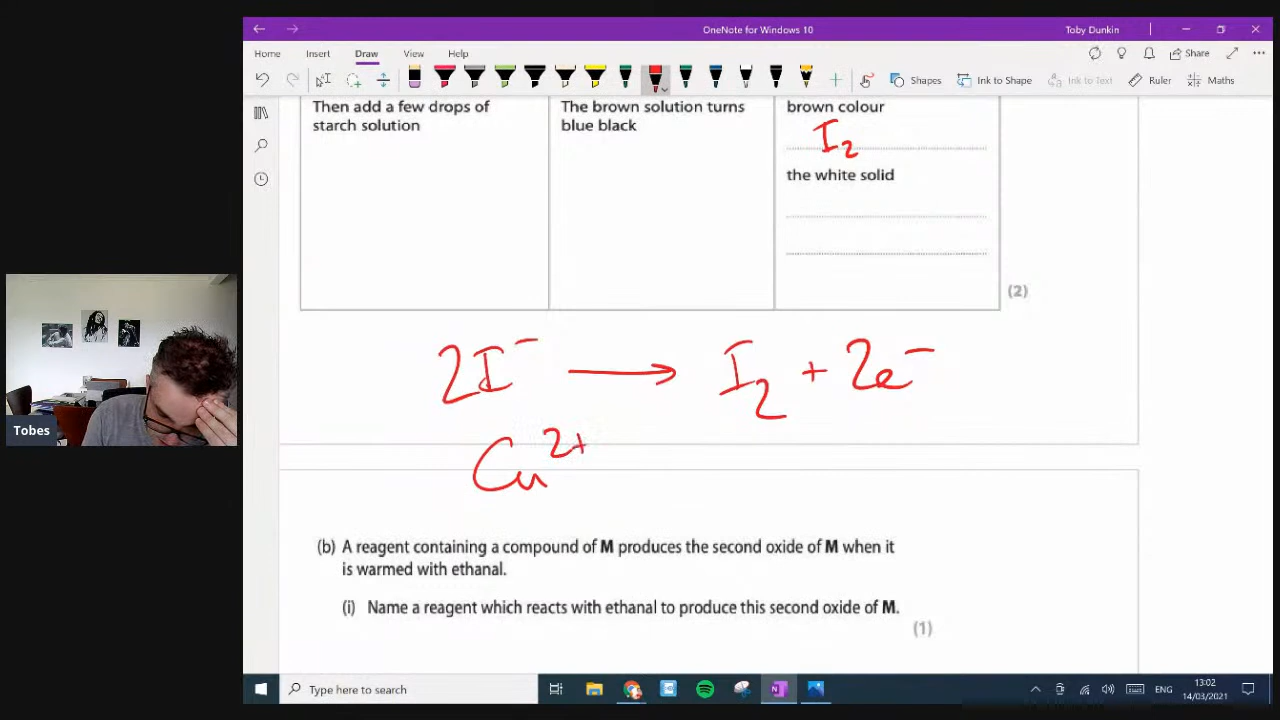 OneNote for Windows 10
Toby Dunkin
Home Insert Draw View Help
Share
Shapes Ink to Shape Ink to Text Ruler Maths
Then add a few drops of
starch solution
The brown solution turns
blue black
brown colour
I2
the white solid
(2)
2I⁻ → I2 + 2e⁻
Cu²⁺
Tobes
(b) A reagent containing a compound of M produces the second oxide of M when it
is warmed with ethanal.
(i) Name a reagent which reacts with ethanal to produce this second oxide of M.
(1)
Type here to search
ENG
13:02
14/03/2021